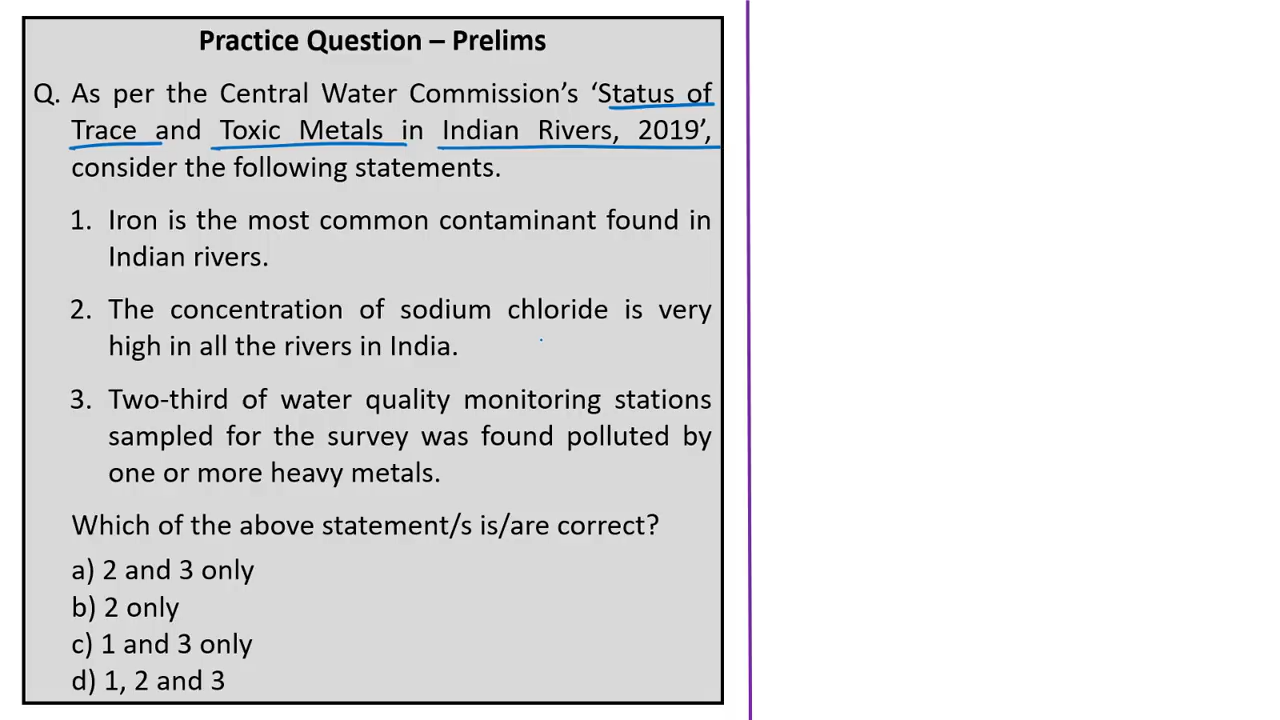 Practice Question – Prelims
Q. As per the Central Water Commission’s ‘Status of
Trace and Toxic Metals in Indian Rivers, 2019’,
consider the following statements.
1. Iron is the most common contaminant found in
Indian rivers.
2. The concentration of sodium chloride is very
high in all the rivers in India.
3. Two-third of water quality monitoring stations
sampled for the survey was found polluted by
one or more heavy metals.
Which of the above statement/s is/are correct?
a) 2 and 3 only
b) 2 only
c) 1 and 3 only
d) 1, 2 and 3